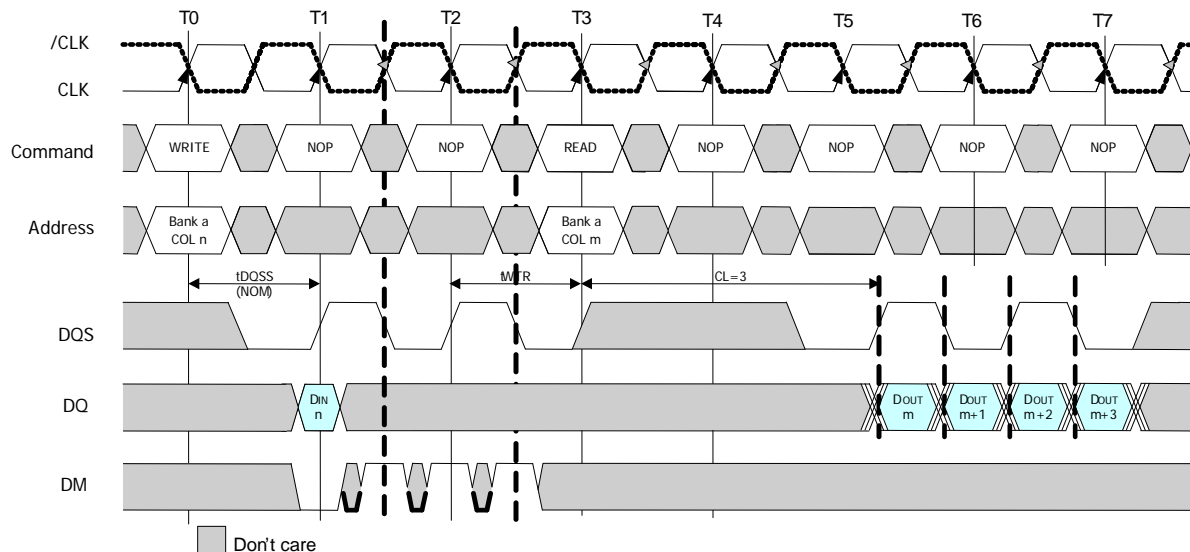 T0 T1 T2 T3 T4 T5 T6 T7
/CLK
CLK
Command WRITE NOP NOP READ NOP NOP NOP NOP
Address Bank a COL n Bank a COL m
tDQSS (NOM) tWTR CL=3
DQS
DQ DIN n DOUT m DOUT m+1 DOUT m+2 DOUT m+3
DM
Don't care